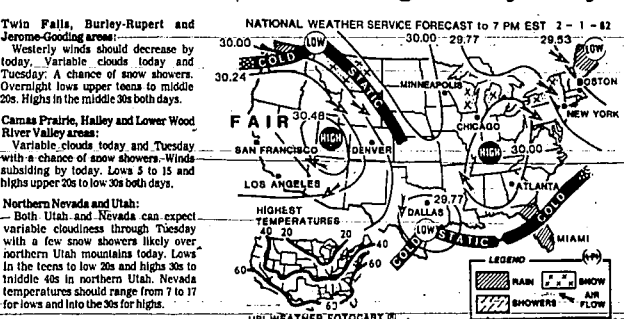 Twin Falls, Burley-Rupert and
Jerome-Gooding areas:
Westerly winds should decrease by
today. Variable clouds today and
Tuesday. A chance of snow showers.
Overnight lows upper teens to middle
20s. Highs in the middle 30s both days.
Camas Prairie, Hailey and Lower Wood
River Valley areas:
Variable clouds today and Tuesday
with a chance of snow showers. Winds
subsiding by today. Lows 5 to 15 and
highs upper 20s to low 30s both days.
Northern Nevada and Utah:
Both Utah and Nevada can expect
variable cloudiness through Tuesday
with a few snow showers likely over
northern Utah mountains today. Lows
in the teens to low 20s and highs 30s to
middle 40s in northern Utah. Nevada
temperatures should range from 7 to 17
for lows and into the 30s for highs.
NATIONAL WEATHER SERVICE FORECAST to 7 PM EST 2-1-82
30.00
LOW
30.00
29.77
29.53
LOW
COLD
30.24
STATIC
MINNEAPOLIS
BOSTON
NEW YORK
FAIR
30.48
CHICAGO
HIGH
HIGH
30.00
SAN FRANCISCO
DENVER
LOS ANGELES
29.77
ATLANTA
DALLAS
LOW
COLD
STATIC
COLD
MIAMI
HIGHEST
TEMPERATURES
40 20
20
40
60
60
60
LEGEND
RAIN
SNOW
SHOWERS
AIR
FLOW
UPI WEATHER FOTOCAST ®